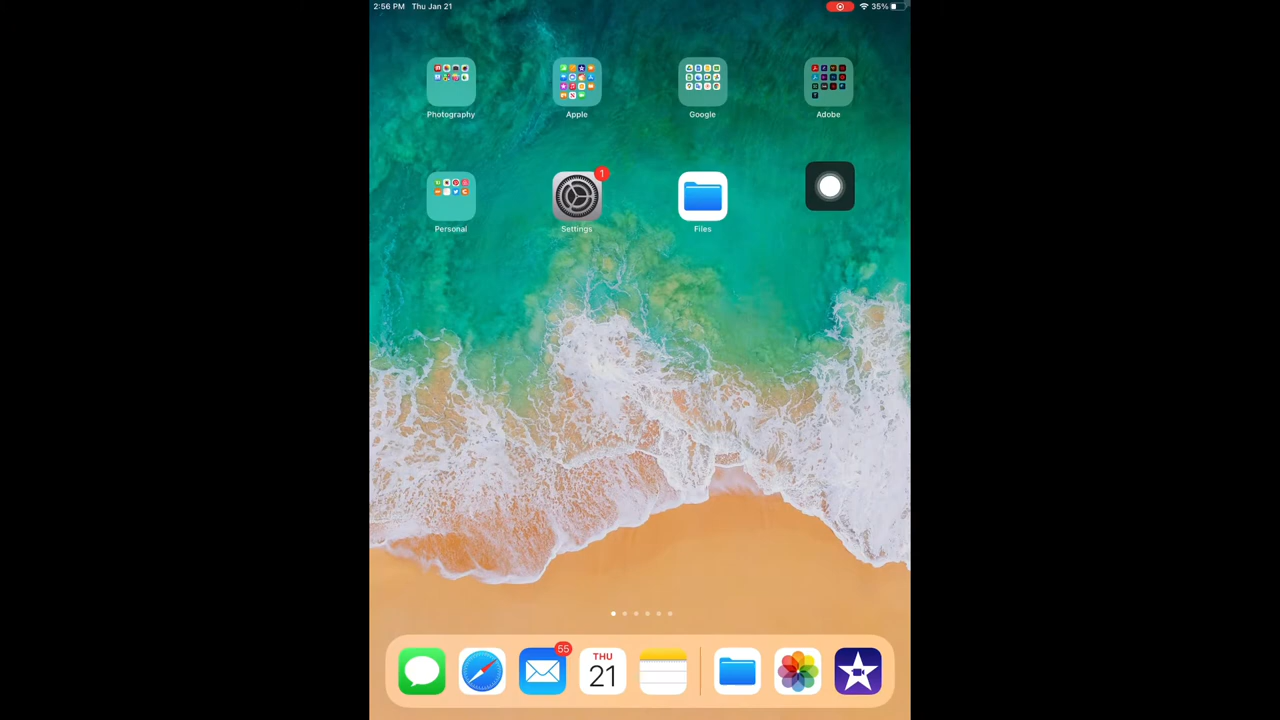 2:56 PM Thu Jan 21
35%
Photography
Apple
Google
Adobe
Personal
1
Settings
Files
55
THU
21